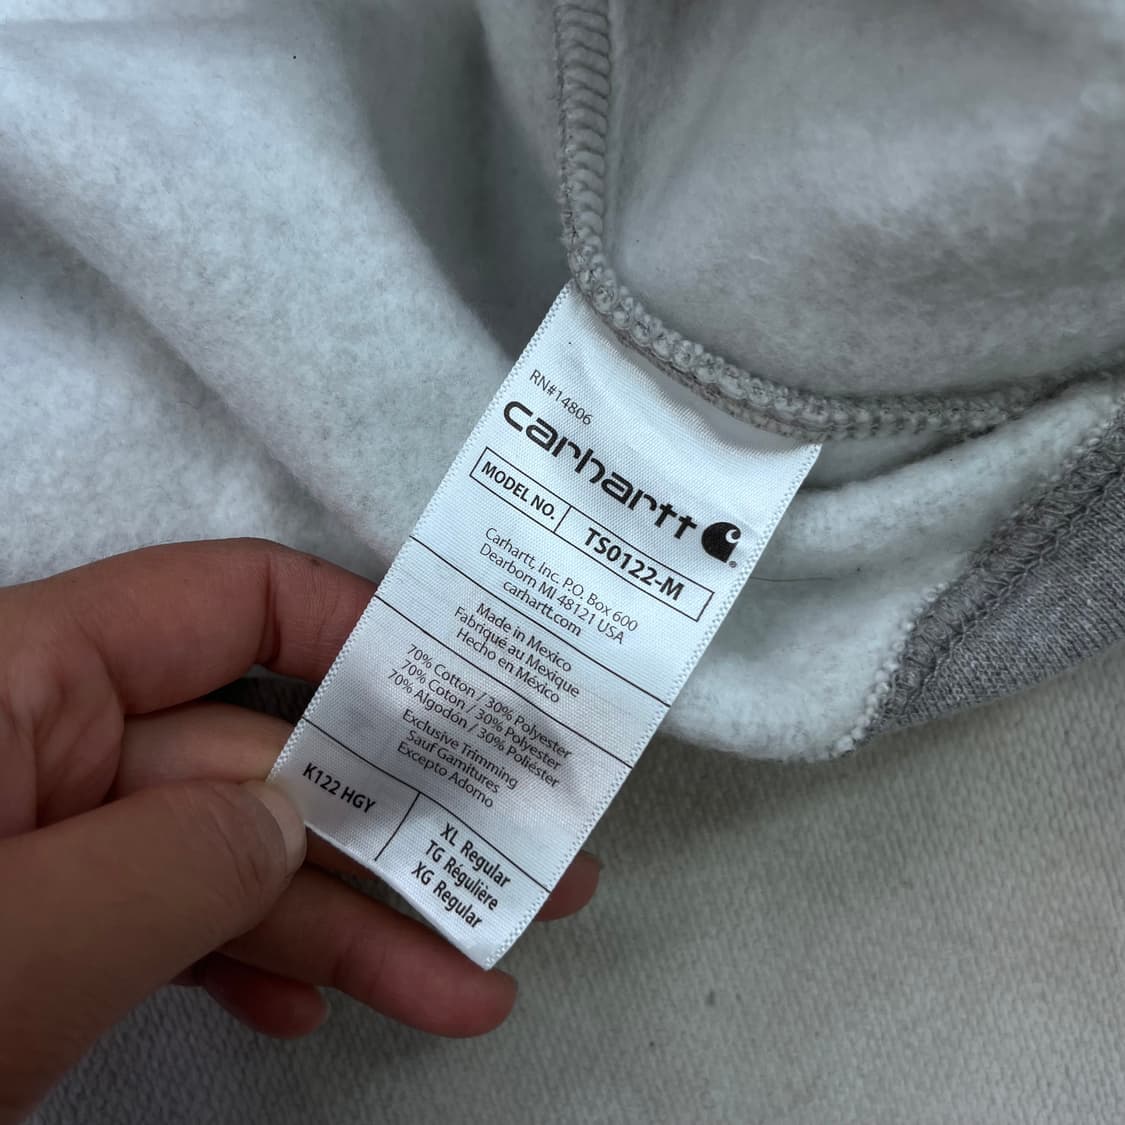 RN#14806
carhartt
MODEL NO. TS0122-M
Carhartt, Inc. P.O. Box 600
Dearborn MI 48121 USA
carhartt.com
Made in Mexico
Fabriqué au Mexique
Hecho en México
70% Cotton / 30% Polyester
70% Coton / 30% Polyester
70% Algodón / 30% Poliéster
Exclusive Trimming
Sauf Garnitures
Excepto Adorno
K122 HGY
XL Regular
TG Régulière
XG Regular